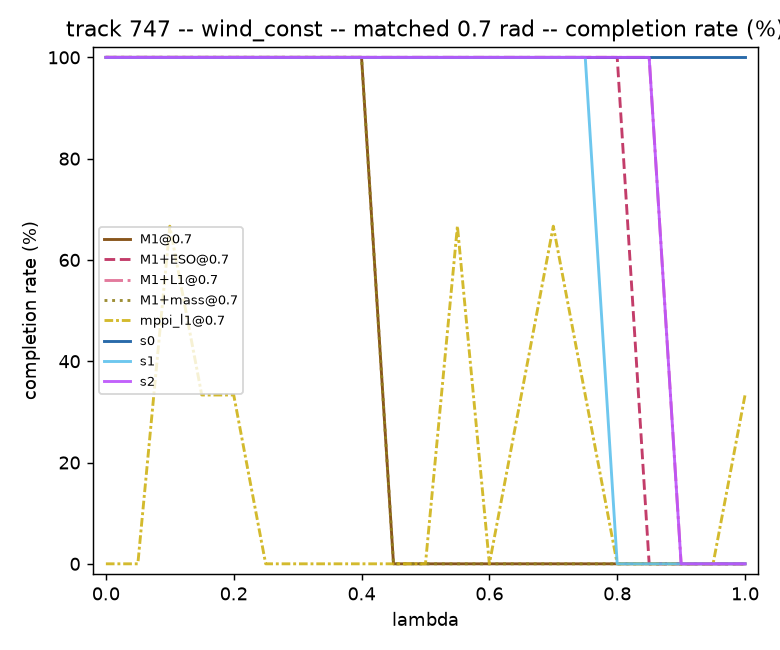 track 747 -- wind_const -- matched 0.7 rad -- completion rate (%)
completion rate (%)
100
80
60
40
20
0
M1@0.7
M1+ESO@0.7
M1+L1@0.7
M1+mass@0.7
mppi_l1@0.7
s0
s1
s2
0.0 0.2 0.4 0.6 0.8 1.0
lambda